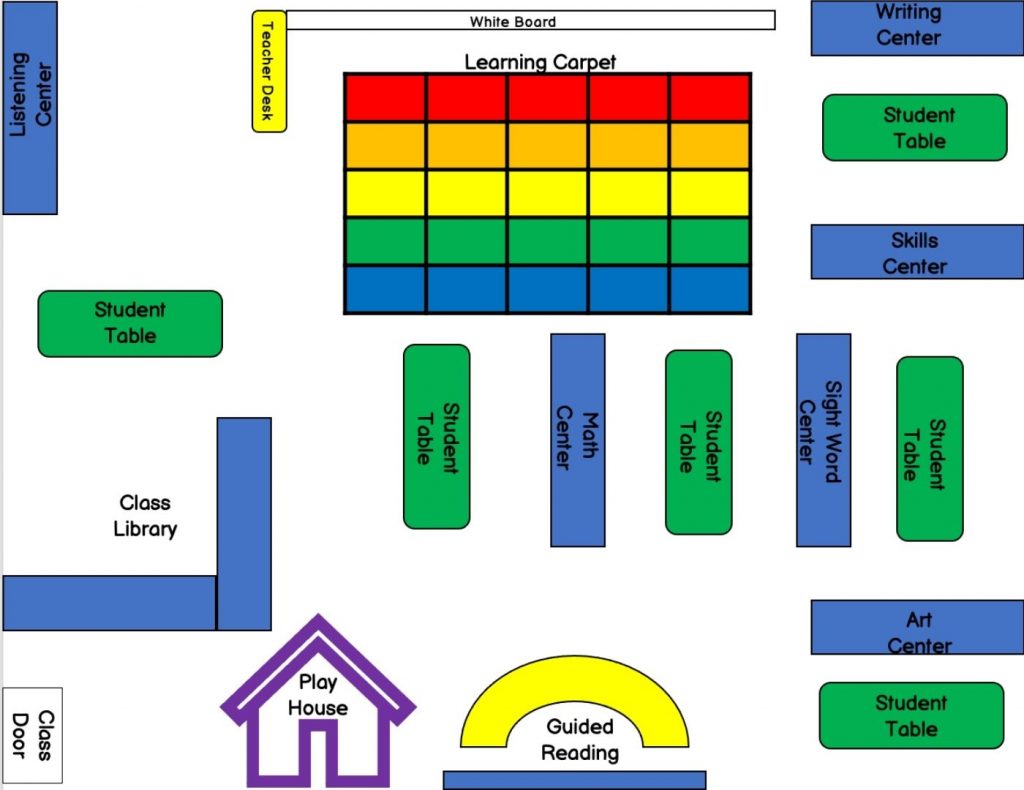 White Board
Writing
Center
Listening
Center
Teacher Desk
Learning Carpet
Student
Table
Skills
Center
Student
Table
Student
Table
Math
Center
Student
Table
Sight Word
Center
Student
Table
Class
Library
Art
Center
Play
House
Guided
Reading
Student
Table
Class
Door